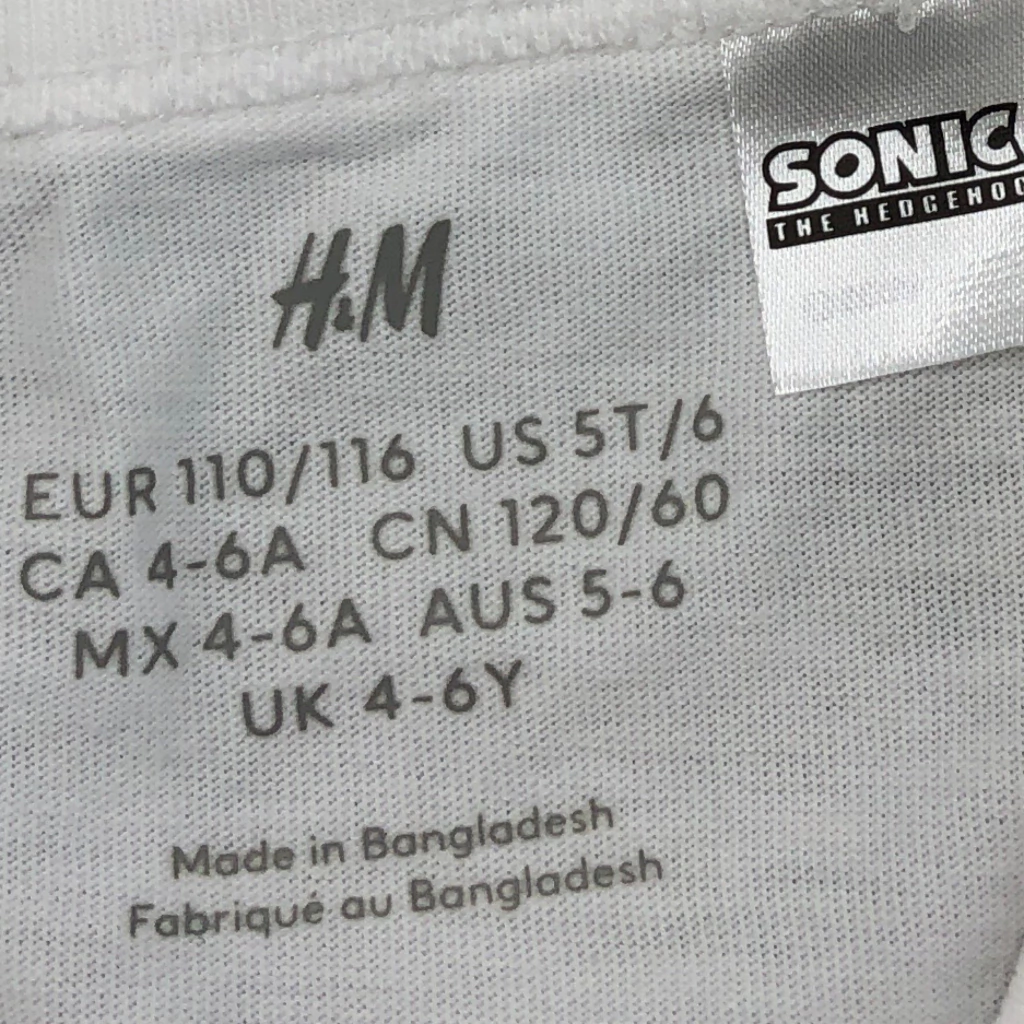 SONIC
THE HEDGEHOG
H&M
EUR 110/116 US 5T/6
CA 4-6A CN 120/60
MX 4-6A AUS 5-6
UK 4-6Y
Made in Bangladesh
Fabriqué au Bangladesh